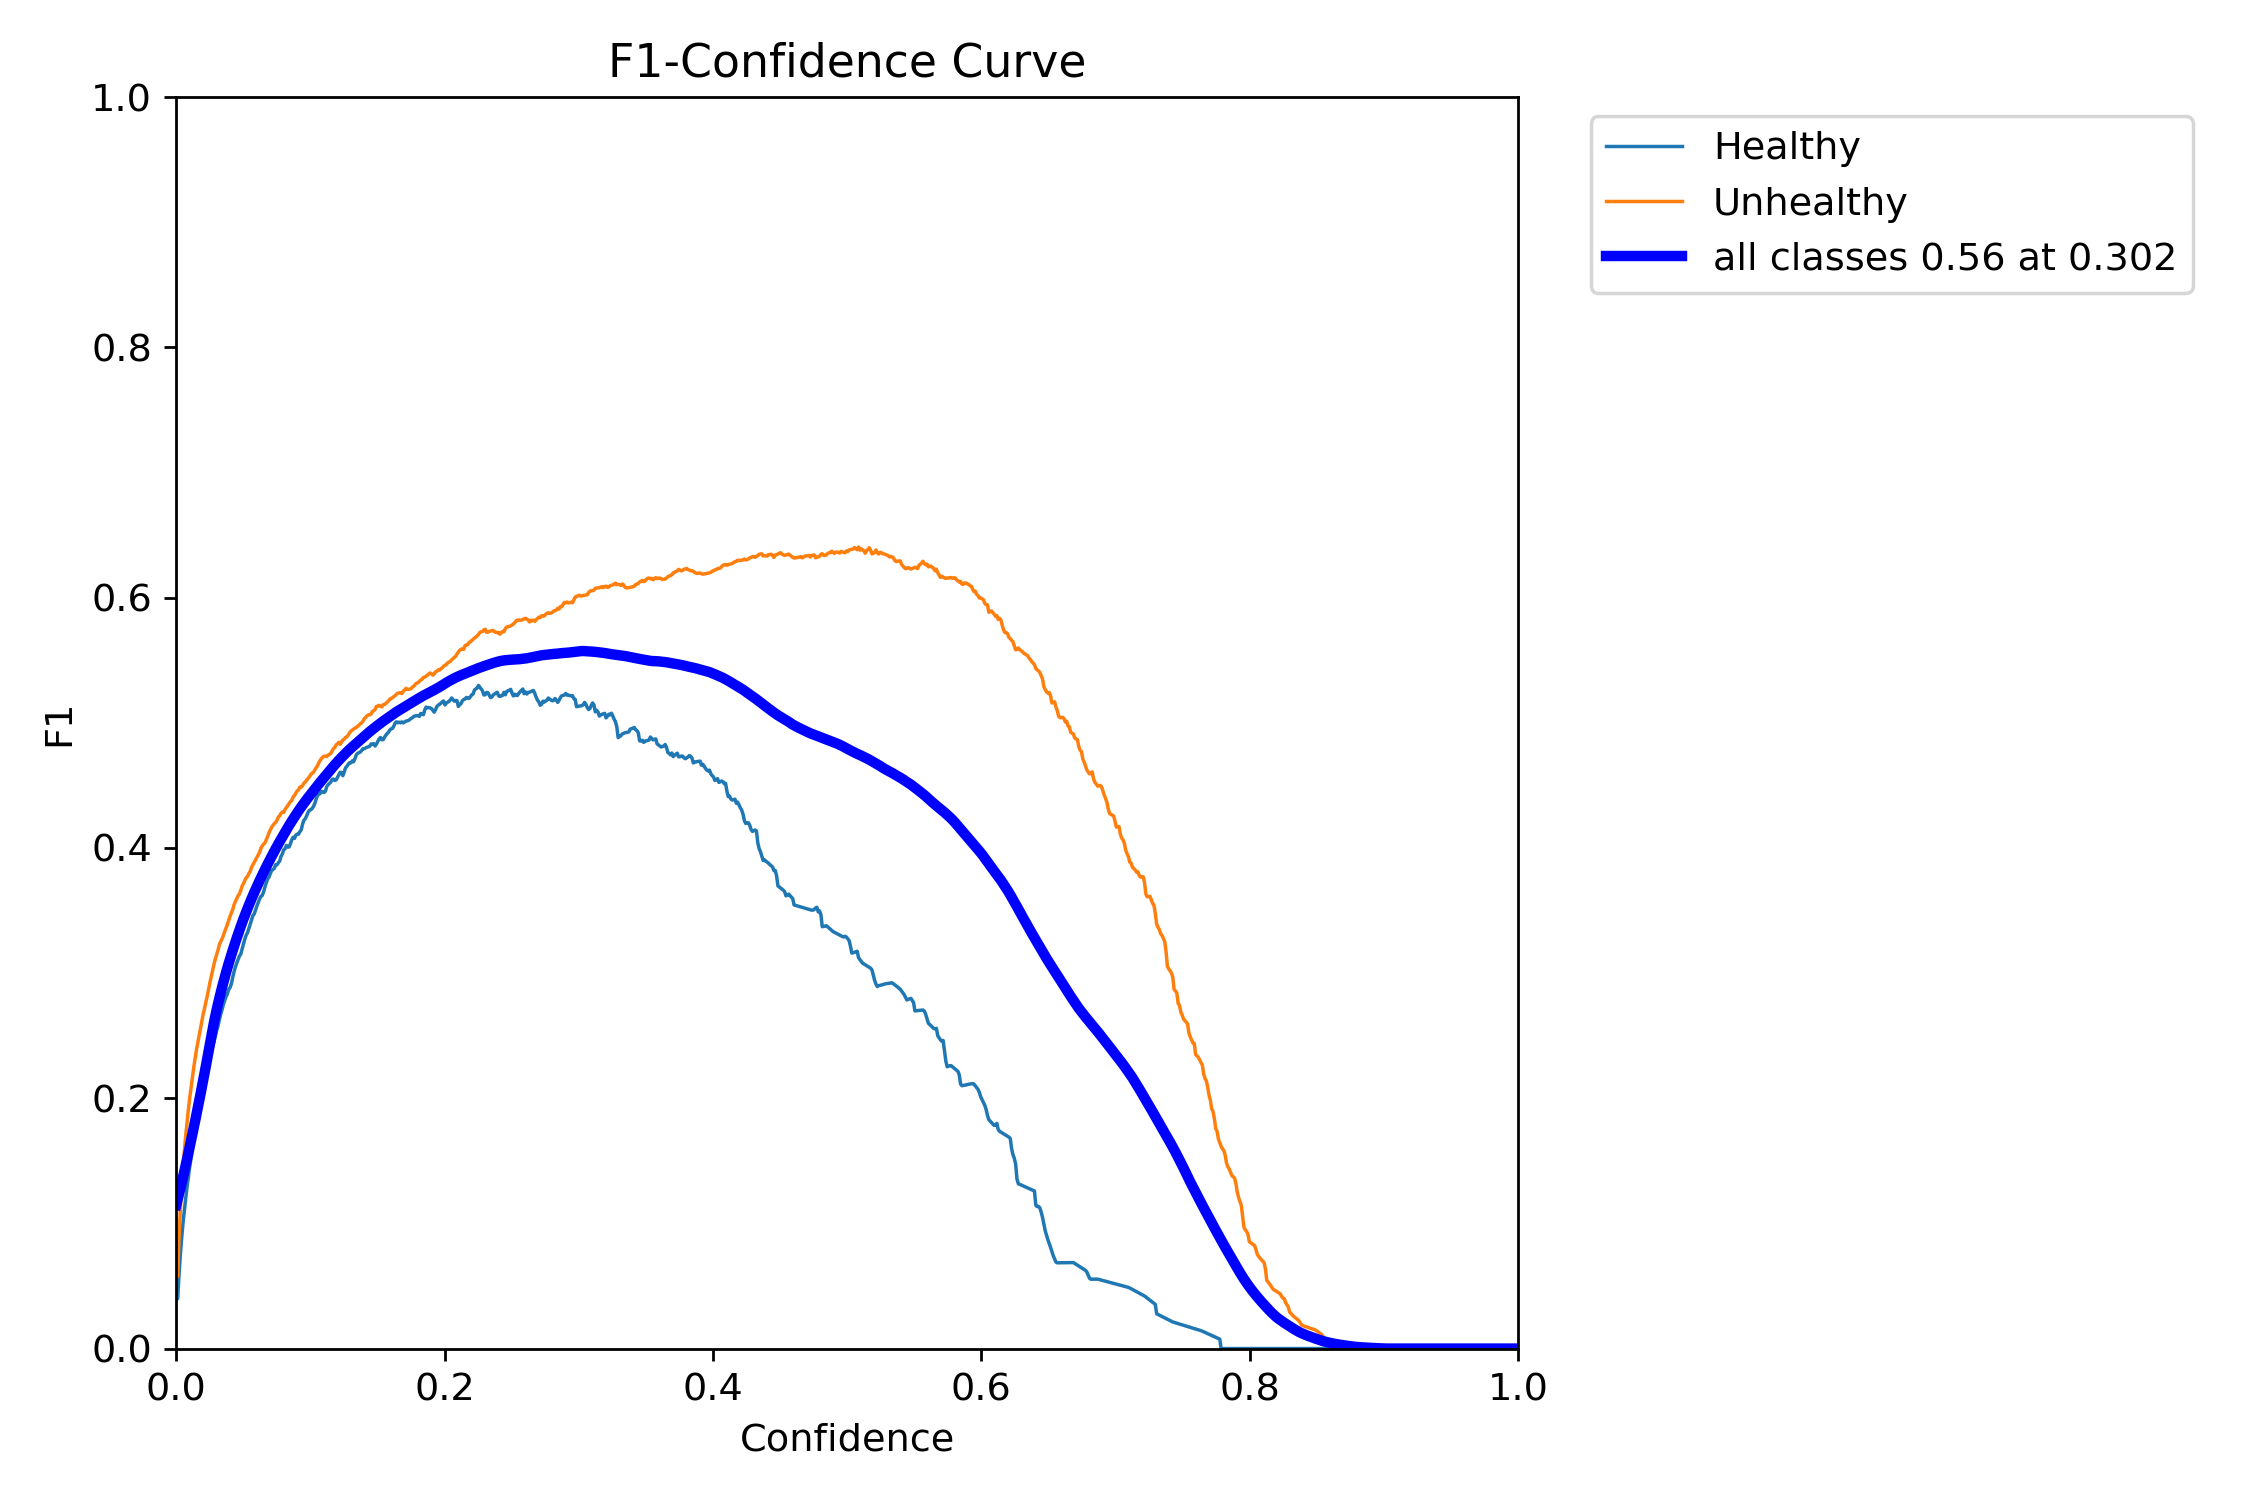 F1-Confidence Curve
1.0
0.8
0.6
0.4
0.2
0.0
F1
0.0 0.2 0.4 0.6 0.8 1.0
Confidence
Healthy
Unhealthy
all classes 0.56 at 0.302